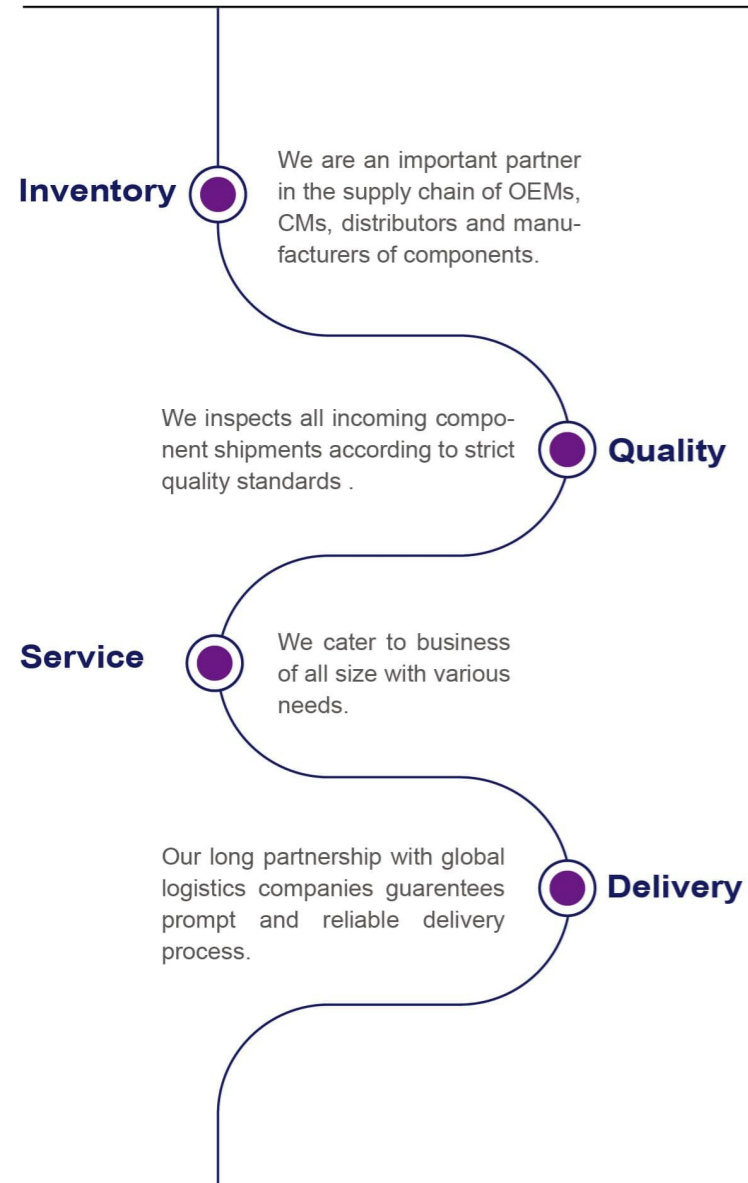 Inventory
We are an important partner
in the supply chain of OEMs,
CMs, distributors and manu-
facturers of components.
We inspects all incoming compo-
nent shipments according to strict
quality standards .
Quality
Service
We cater to business
of all size with various
needs.
Our long partnership with global
logistics companies guarentees
prompt and reliable delivery
process.
Delivery